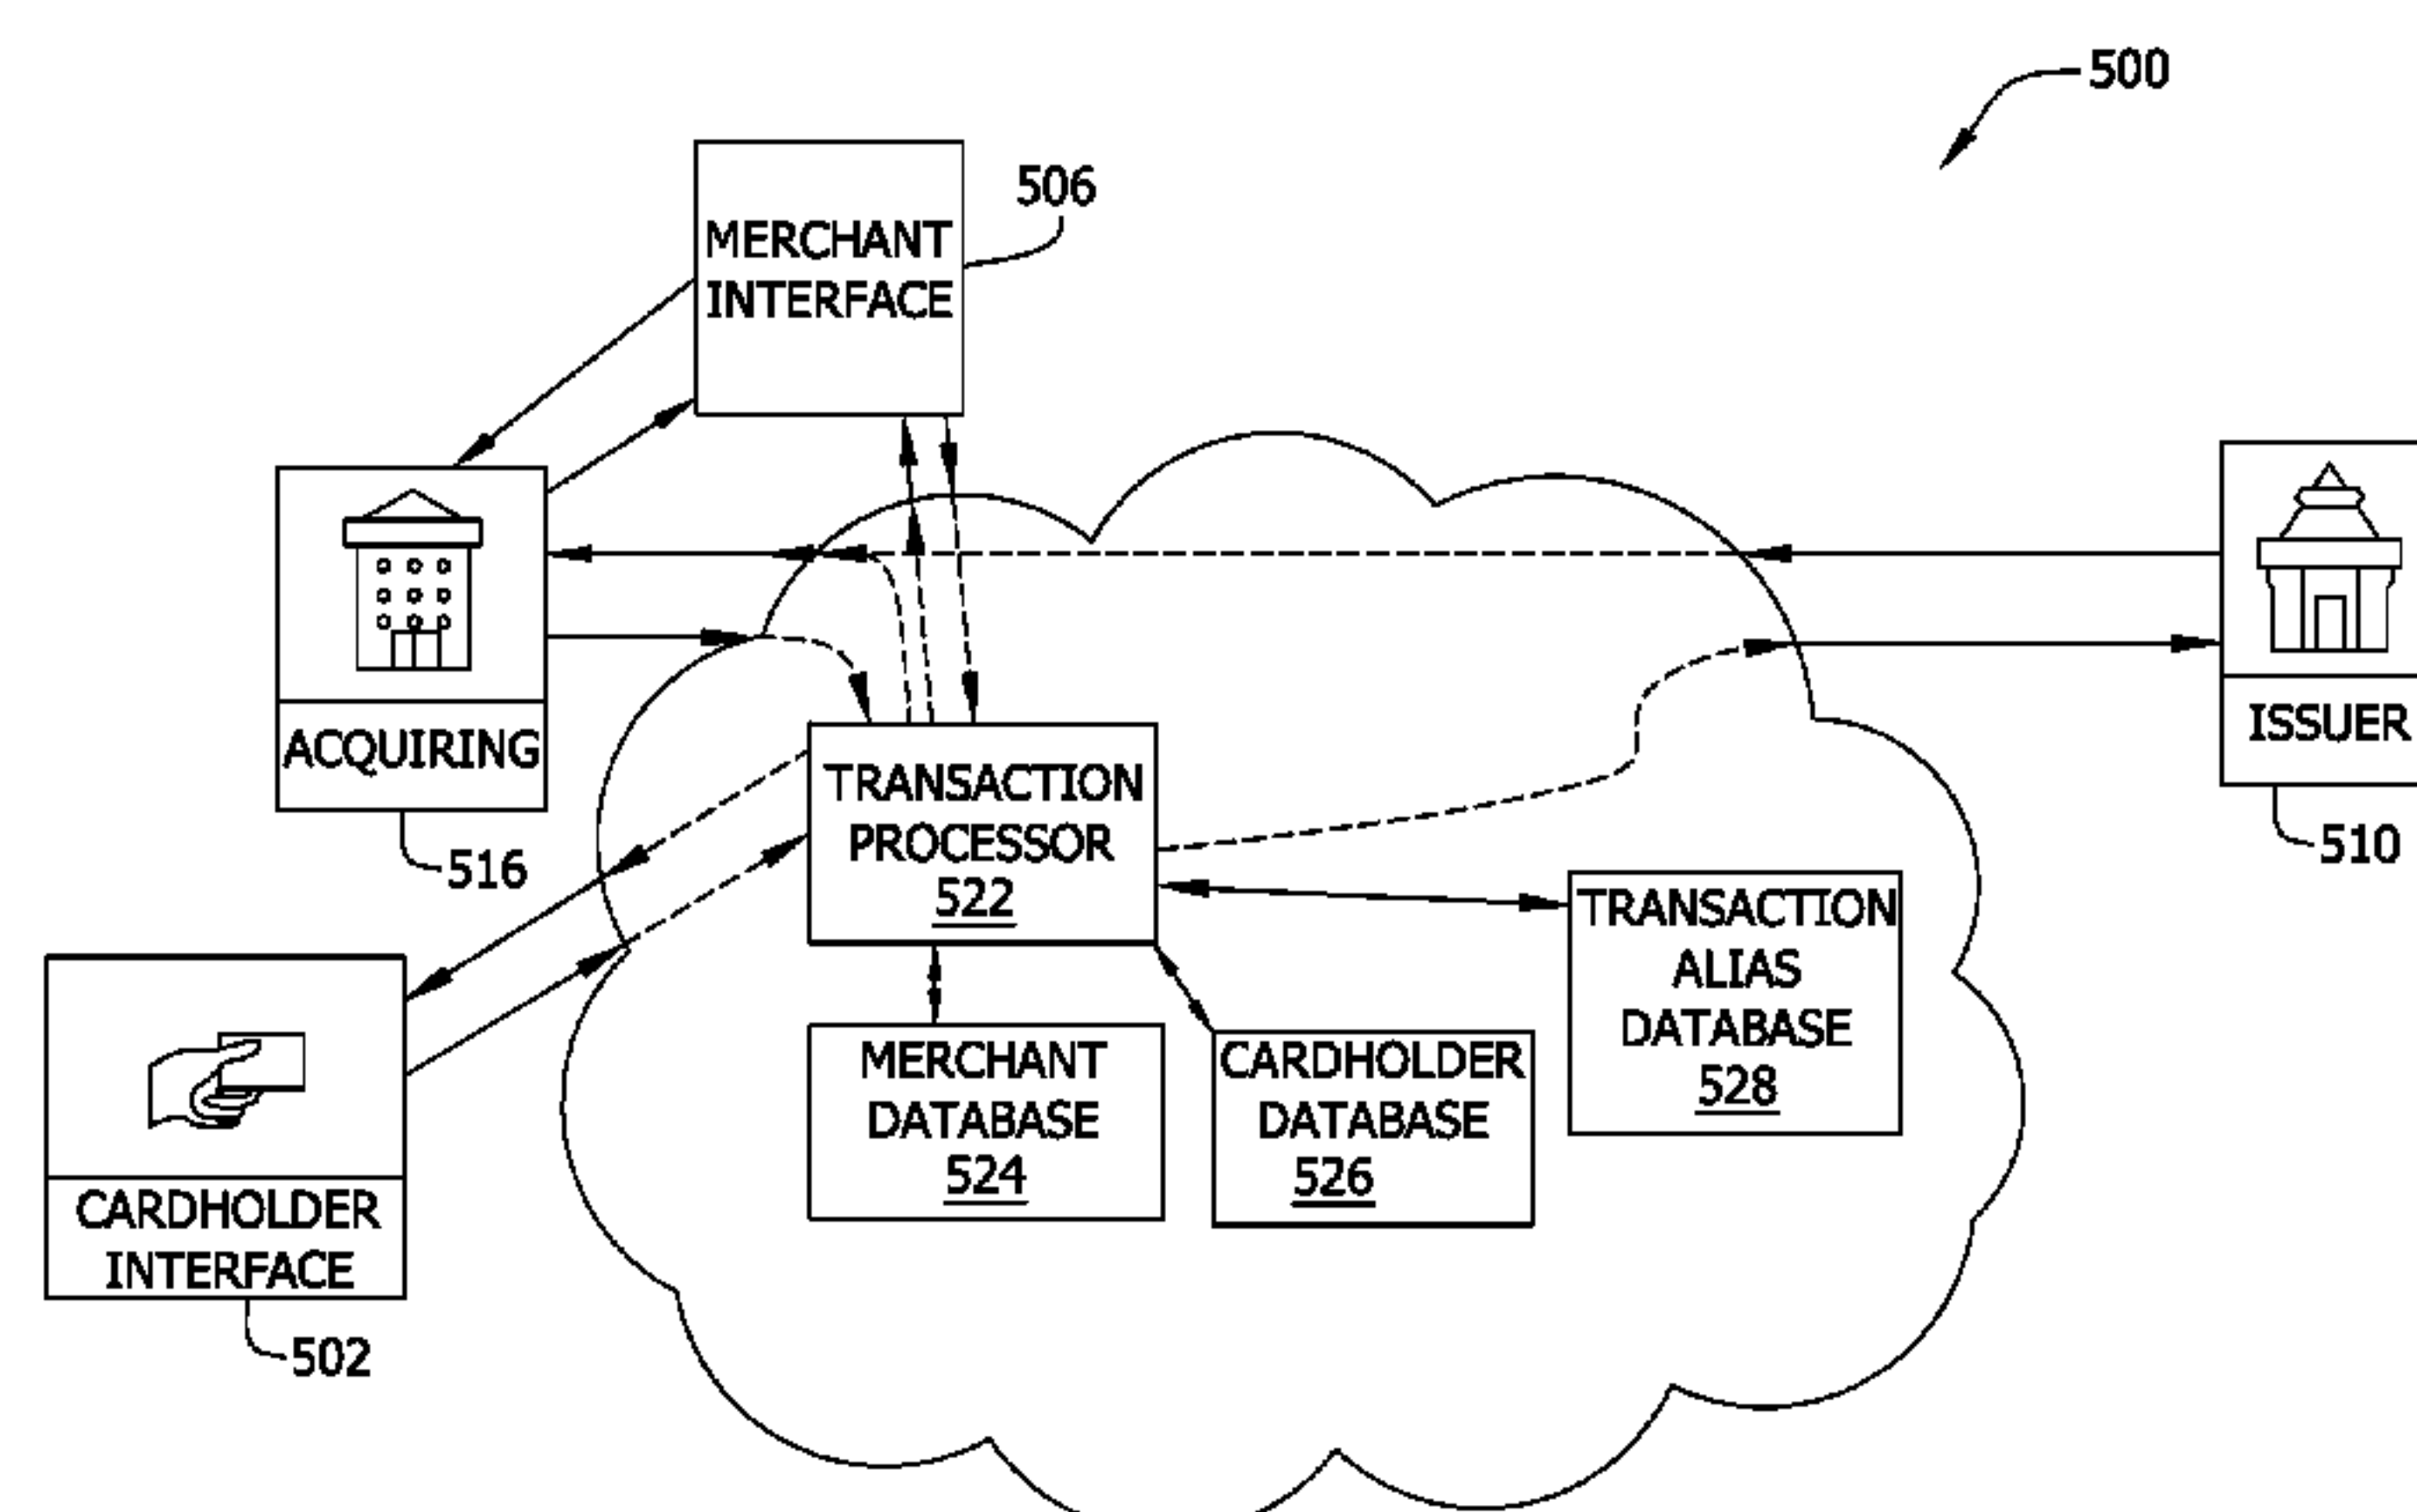 500
MERCHANT
INTERFACE
506
ACQUIRING
516
ISSUER
510
TRANSACTION
PROCESSOR
522
TRANSACTION
ALIAS
DATABASE
528
MERCHANT
DATABASE
524
CARDHOLDER
DATABASE
526
CARDHOLDER
INTERFACE
502